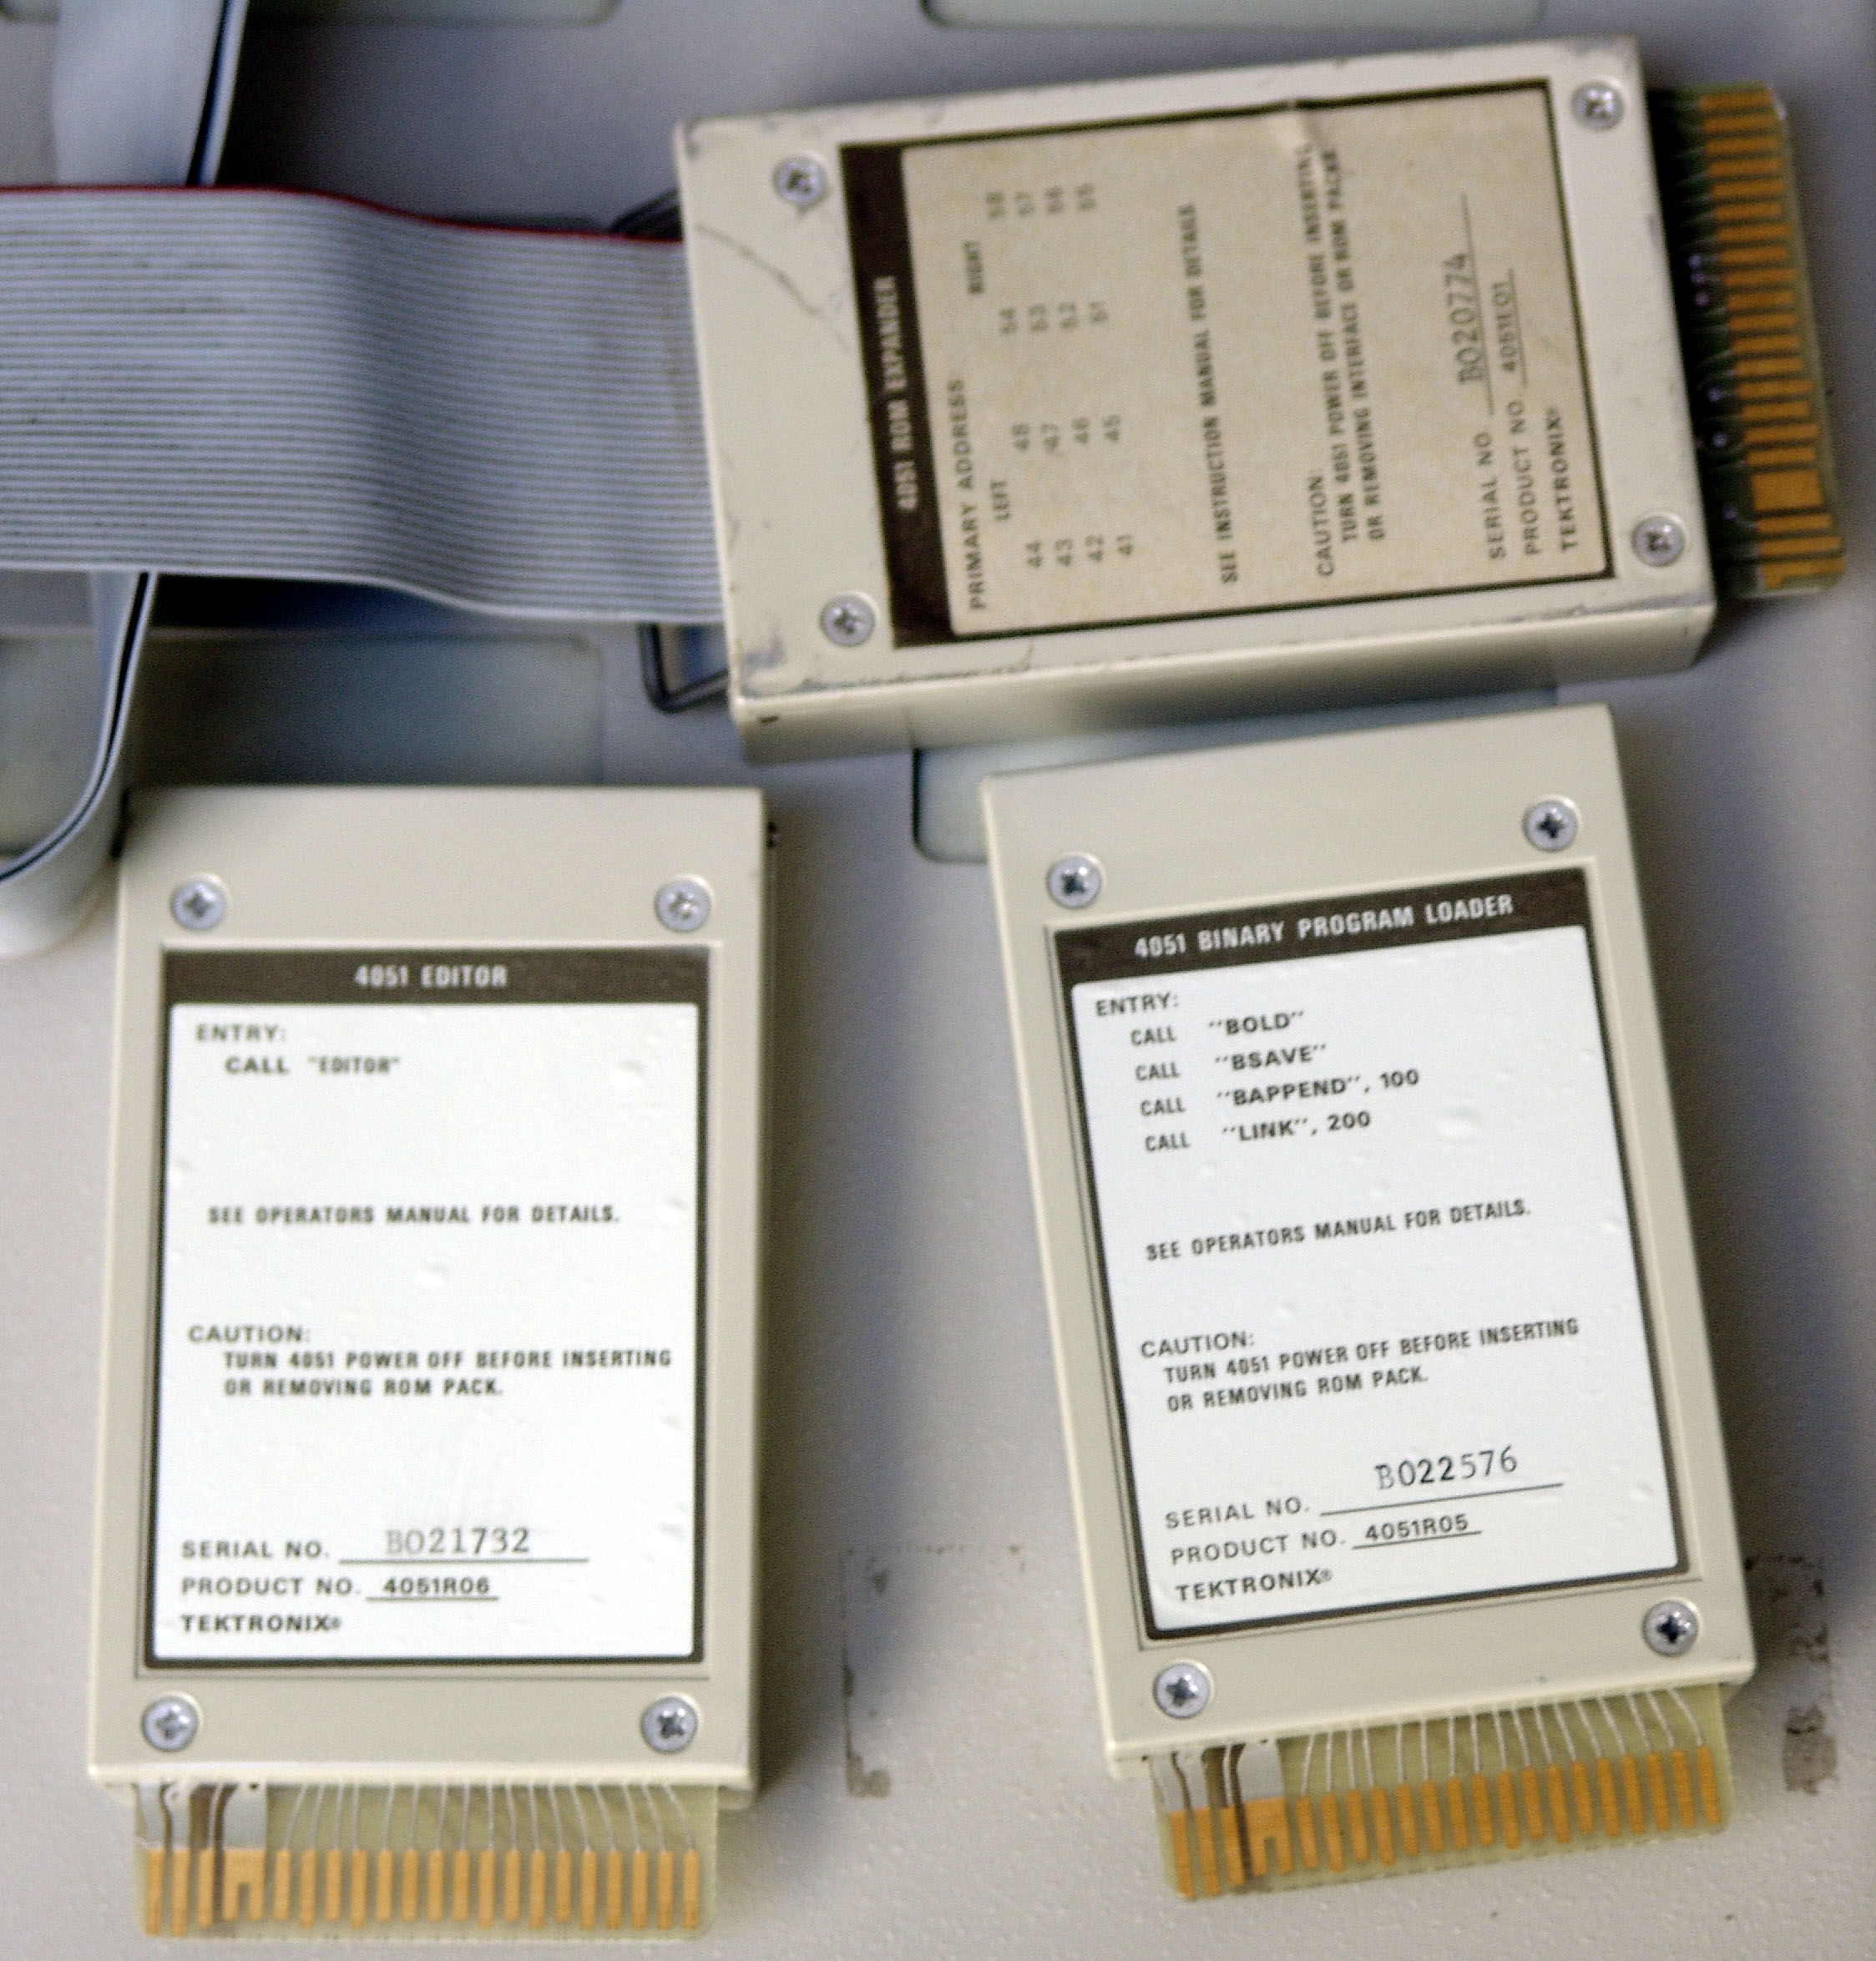 4051 ROM EXPANDER
PRIMARY ADDRESS:
LEFT RIGHT
44 48 54 58
43 47 53 57
42 46 52 56
41 45 51 55
SEE INSTRUCTION MANUAL FOR DETAILS
CAUTION:
TURN 4051 POWER OFF BEFORE INSERTING
OR REMOVING INTERFACE OR ROM PACKS
SERIAL NO. B020774
PRODUCT NO. 4051E01
TEKTRONIX®
4051 EDITOR
ENTRY:
CALL "EDITOR"
SEE OPERATORS MANUAL FOR DETAILS.
CAUTION:
TURN 4051 POWER OFF BEFORE INSERTING
OR REMOVING ROM PACK.
SERIAL NO. B021732
PRODUCT NO. 4051R06
TEKTRONIX®
4051 BINARY PROGRAM LOADER
ENTRY:
CALL "BOLD"
CALL "BSAVE"
CALL "BAPPEND", 100
CALL "LINK", 200
SEE OPERATORS MANUAL FOR DETAILS.
CAUTION:
TURN 4051 POWER OFF BEFORE INSERTING
OR REMOVING ROM PACK.
SERIAL NO. B022576
PRODUCT NO. 4051R05
TEKTRONIX®